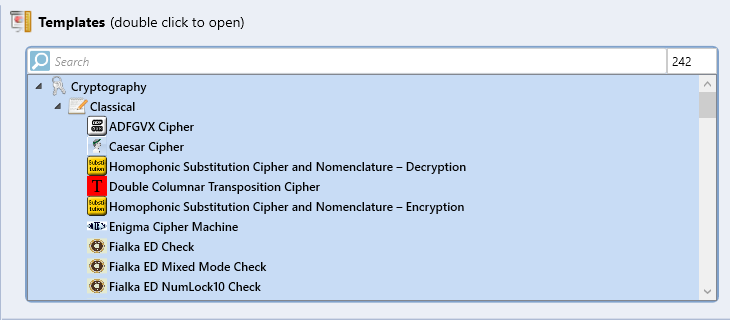 Templates (double click to open)
Search 242
Cryptography
Classical
ADFGVX Cipher
Caesar Cipher
Homophonic Substitution Cipher and Nomenclature – Decryption
Double Columnar Transposition Cipher
Homophonic Substitution Cipher and Nomenclature – Encryption
Enigma Cipher Machine
Fialka ED Check
Fialka ED Mixed Mode Check
Fialka ED NumLock10 Check